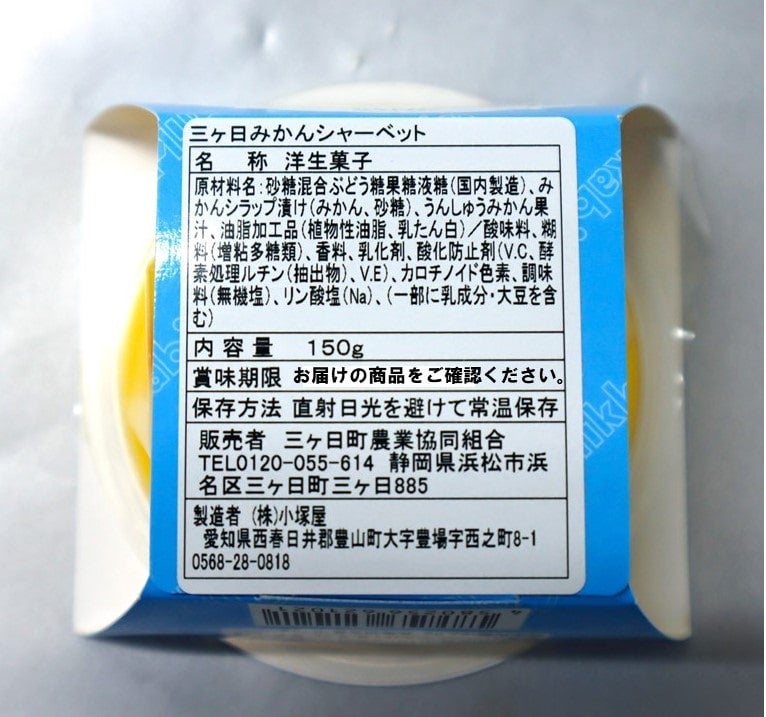 三ヶ日みかんシャーベット
名 称 洋生菓子
原材料名:砂糖混合ぶどう糖果糖液糖(国内製造)、み
かんシラップ漬け(みかん、砂糖)、うんしゅうみかん果
汁、油脂加工品(植物性油脂、乳たん白)/酸味料、糊
料(増粘多糖類)、香料、乳化剤、酸化防止剤(V.C、酵
素処理ルチン(抽出物)、V.E)、カロチノイド色素、調味
料(無機塩)、リン酸塩(Na)、(一部に乳成分・大豆を含
む)
内容量 150g
賞味期限 お届けの商品をご確認ください。
保存方法 直射日光を避けて常温保存
販売者 三ヶ日町農業協同組合
TEL0120-055-614 静岡県浜松市浜
名区三ヶ日町三ヶ日885
製造者 (株)小塚屋
愛知県西春日井郡豊山町大字豊場字西之町8-1
0568-28-0818